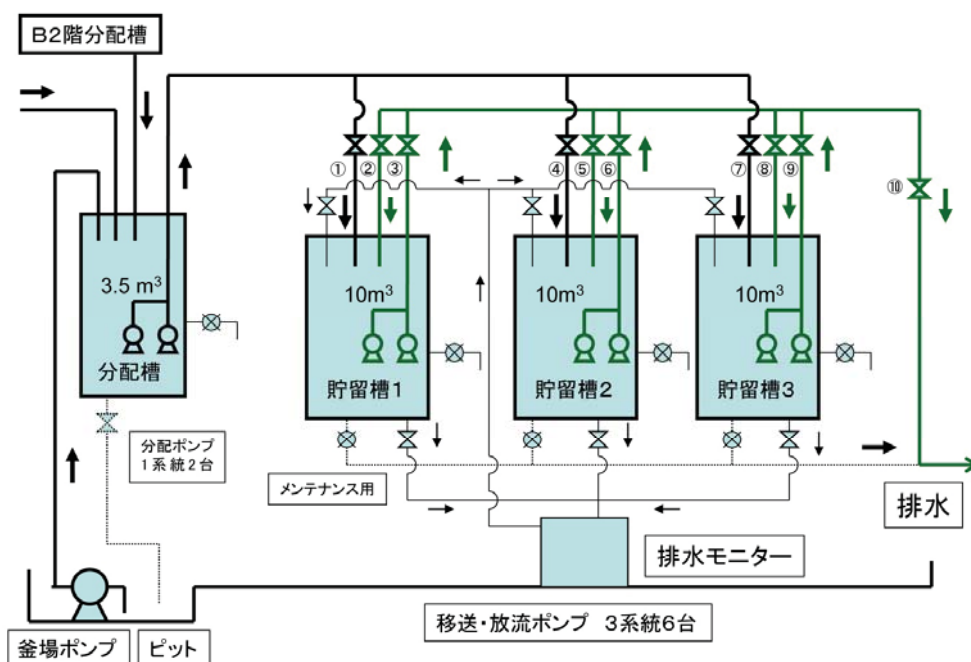 B2階分配槽
① ② ③ ④ ⑤ ⑥ ⑦ ⑧ ⑨
⑩
3.5 m³
10m³ 10m³ 10m³
分配槽
貯留槽1 貯留槽2 貯留槽3
分配ポンプ
1系統2台
メンテナンス用
排水
排水モニター
移送・放流ポンプ 3系統6台
釜場ポンプ ピット